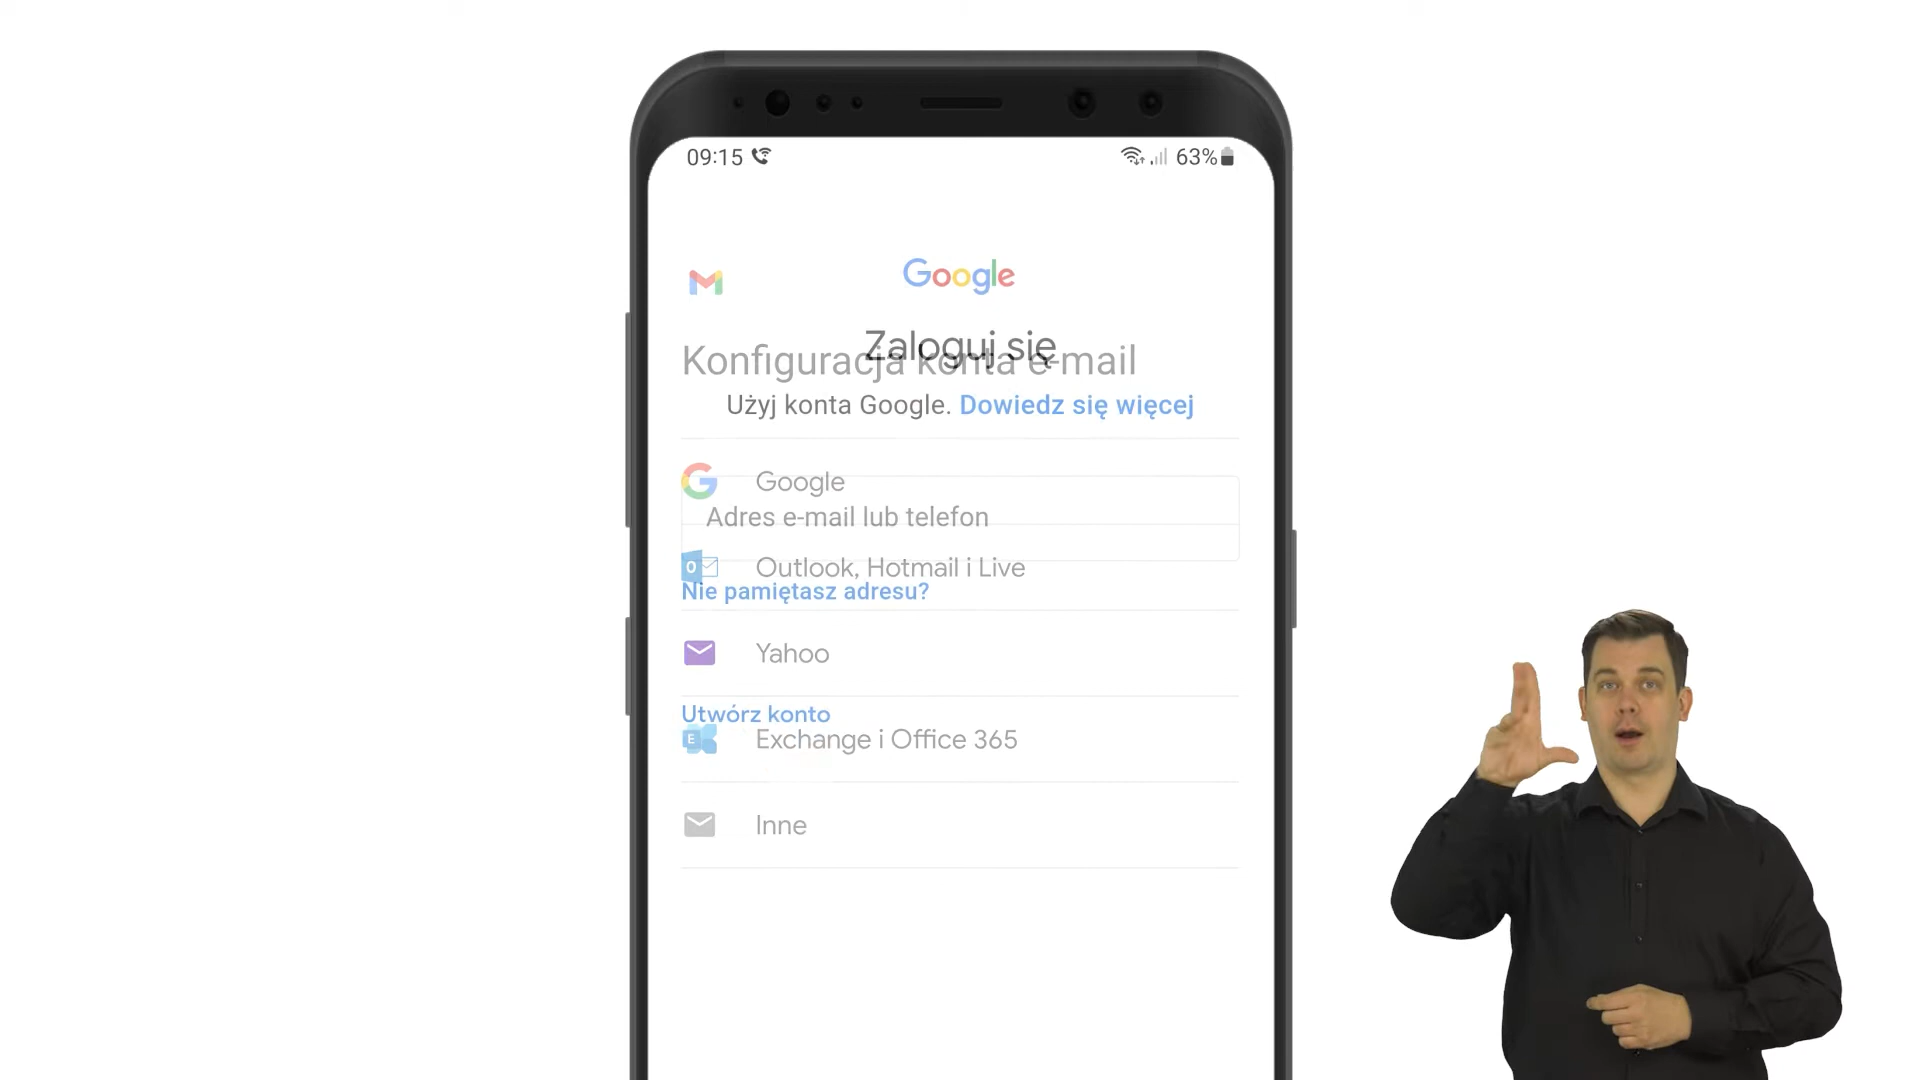 09:15
63%
Google
Zaloguj się
Konfiguracja konta e-mail
Użyj konta Google. Dowiedz się więcej
Google
Adres e-mail lub telefon
Outlook, Hotmail i Live
Nie pamiętasz adresu?
Yahoo
Utwórz konto
Exchange i Office 365
Inne